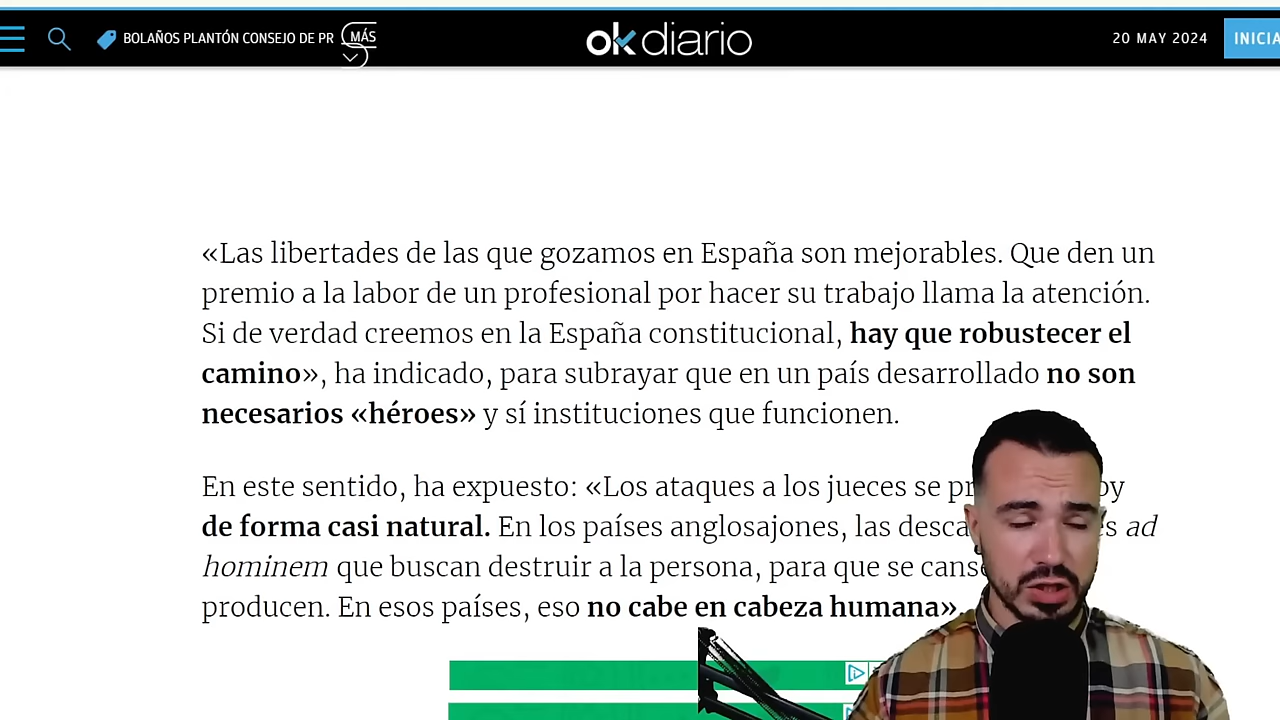 BOLAÑOS PLANTÓN CONSEJO DE PR
MÁS
okdiario
20 MAY 2024
INICIA
«Las libertades de las que gozamos en España son mejorables. Que den un
premio a la labor de un profesional por hacer su trabajo llama la atención.
Si de verdad creemos en la España constitucional, hay que robustecer el
camino», ha indicado, para subrayar que en un país desarrollado no son
necesarios «héroes» y sí instituciones que funcionen.
En este sentido, ha expuesto: «Los ataques a los jueces se
de forma casi natural. En los países anglosajones, las ad
hominem que buscan destruir a la persona, para que se
producen. En esos países, eso no cabe en cabeza humana».